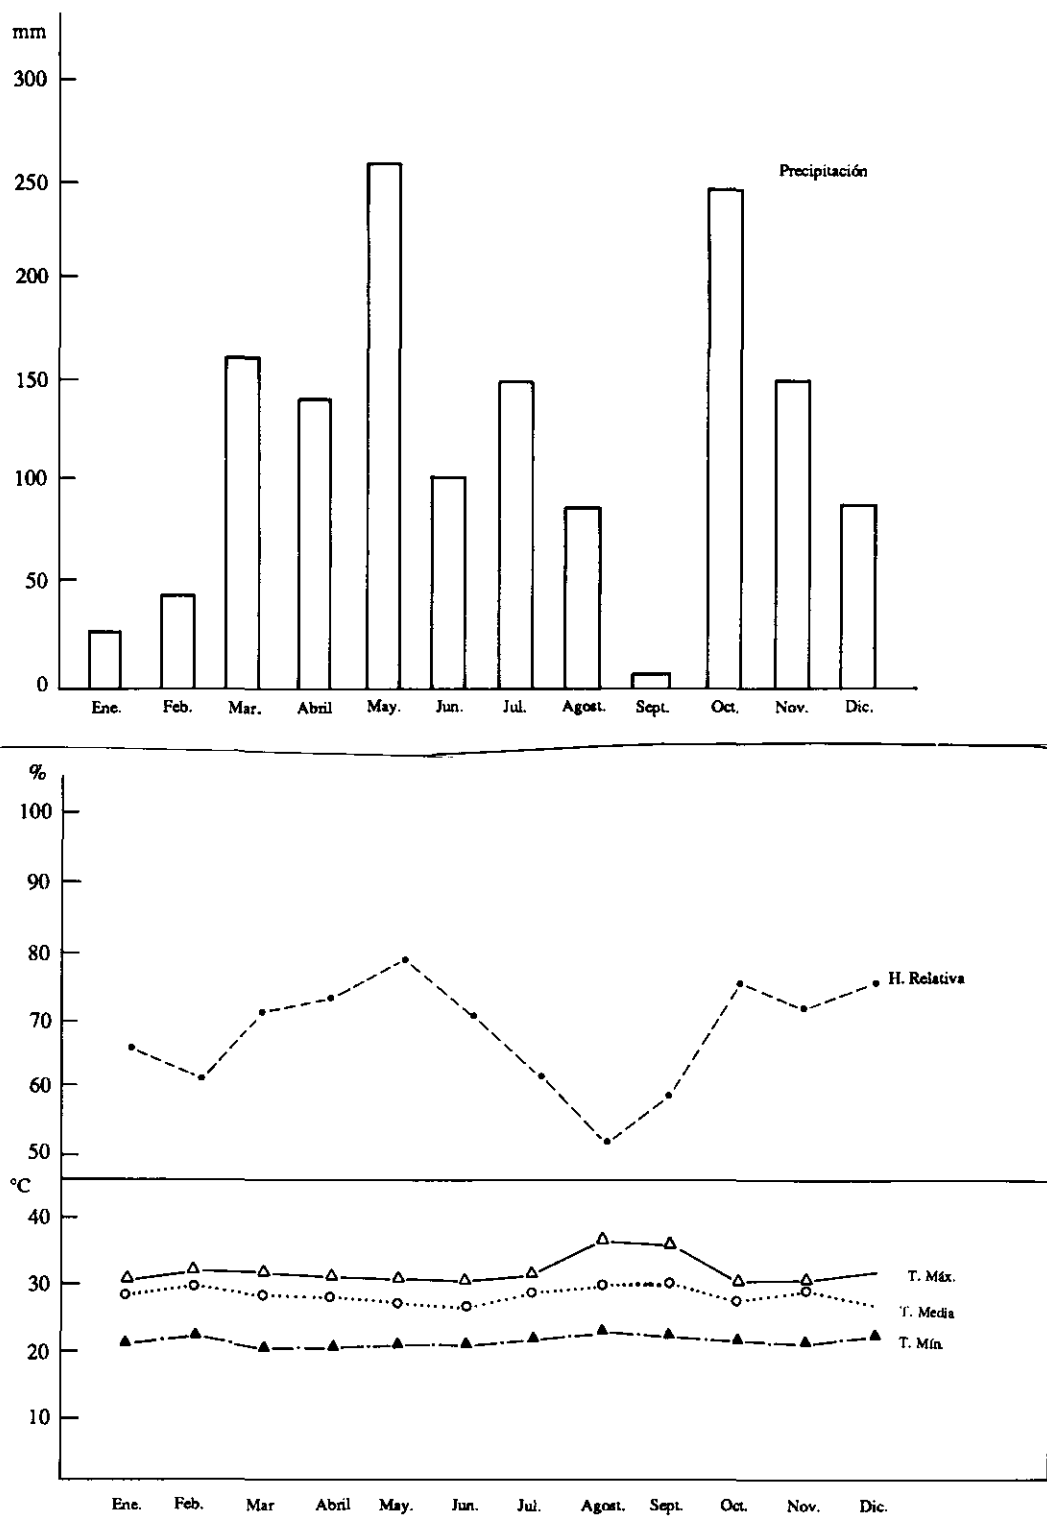 mm
300
250
Precipitación
200
150
100
50
0
Ene. Feb. Mar. Abril May. Jun. Jul. Agost. Sept. Oct. Nov. Dic.
%
100
90
80
H. Relativa
70
60
50
°C
40
30
T. Máx.
T. Media
20
T. Mín.
10
Ene. Feb. Mar Abril May. Jun. Jul. Agost. Sept. Oct. Nov. Dic.